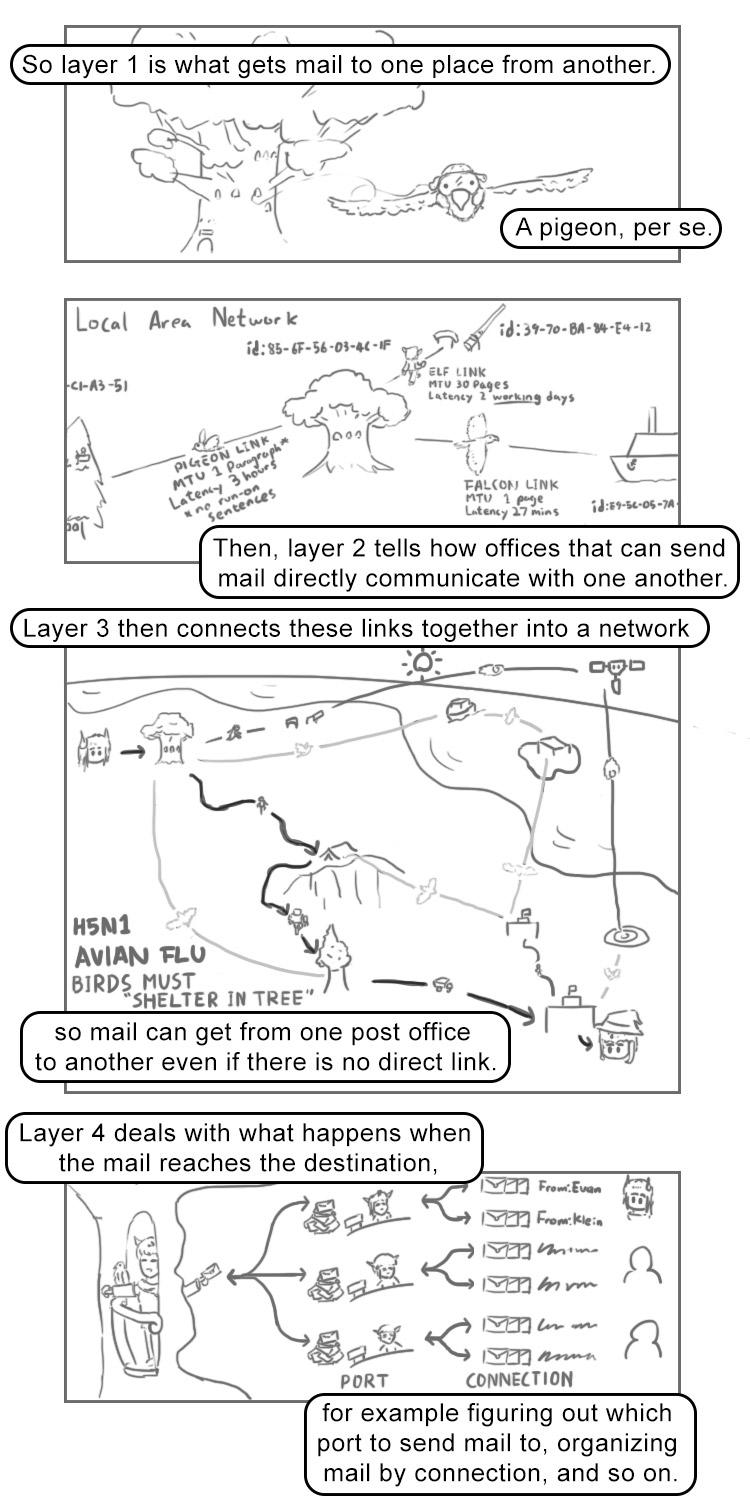 So layer 1 is what gets mail to one place from another.
A pigeon, per se.
Local Area Network
id:39-70-BA-84-E4-12
id:85-6F-56-03-4C-1F
-C1-A3-51
ELF LINK
MTU 30 Pages
Latency 2 working days
PIGEON LINK
MTU 1 Paragraph*
Latency 3 hours
*no run-on
sentences
FALCON LINK
MTU 1 page
Latency 27 mins
id:E9-5C-05-7A-
Then, layer 2 tells how offices that can send
mail directly communicate with one another.
Layer 3 then connects these links together into a network
H5N1
AVIAN FLU
BIRDS MUST
"SHELTER IN TREE"
so mail can get from one post office
to another even if there is no direct link.
Layer 4 deals with what happens when
the mail reaches the destination,
From:Evan
From:Klein
PORT
CONNECTION
for example figuring out which
port to send mail to, organizing
mail by connection, and so on.